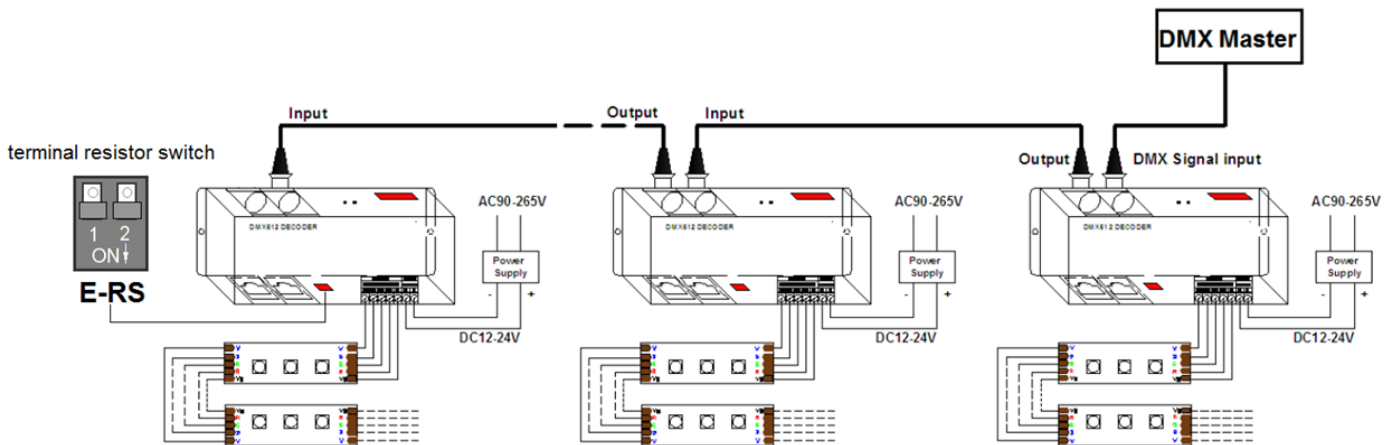 DMX Master
Input
Output
Input
Output
DMX Signal input
terminal resistor switch
1 2
ON
E-RS
AC90-265V
AC90-265V
AC90-265V
DMX512 DECODER
DMX512 DECODER
DMX512 DECODER
Power
Supply
Power
Supply
Power
Supply
- +
- +
- +
DC12-24V
DC12-24V
DC12-24V